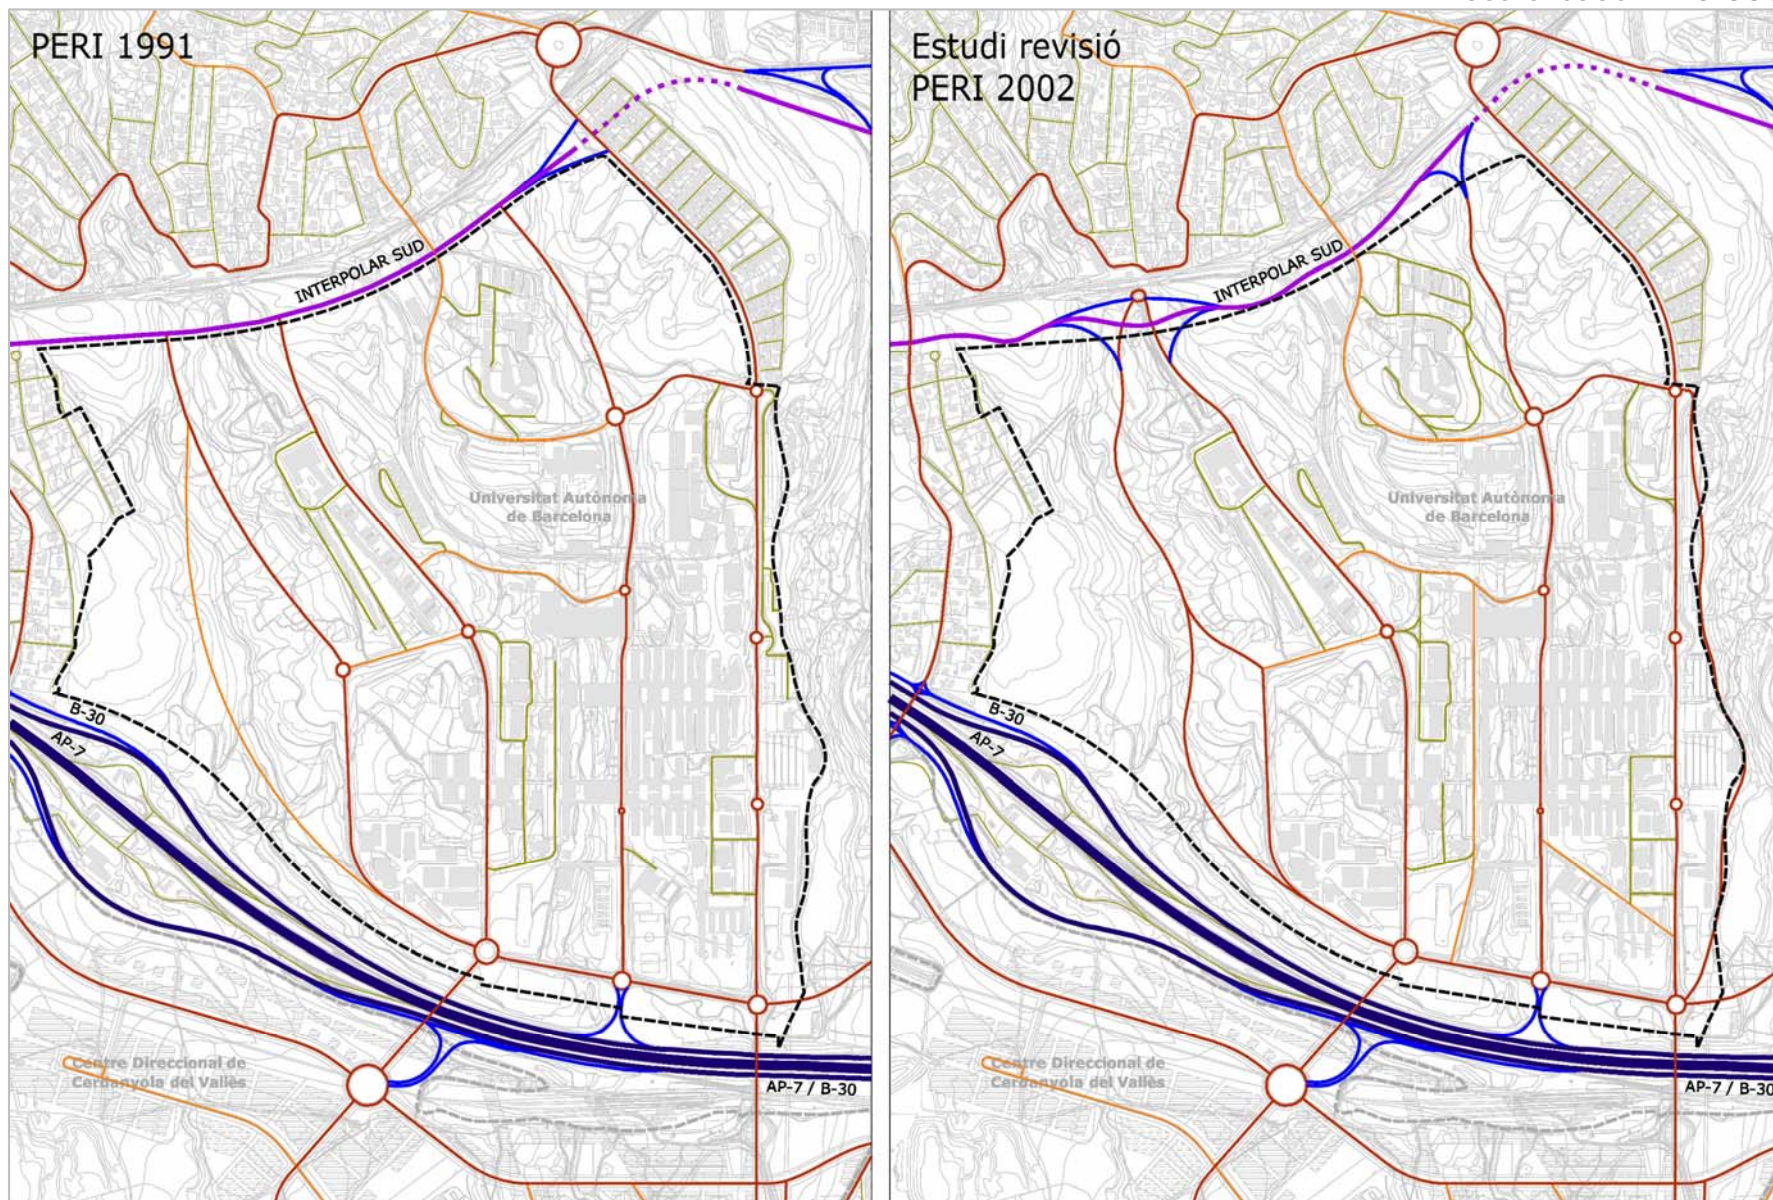 PERI 1991
INTERPOLAR SUD
Universitat Autònoma
de Barcelona
B-30
AP-7
Centre Direccional de
Cerdanyola del Vallès
AP-7 / B-30
Estudi revisió
PERI 2002
INTERPOLAR SUD
Universitat Autònoma
de Barcelona
B-30
AP-7
Centre Direccional de
Cerdanyola del Vallès
AP-7 / B-30